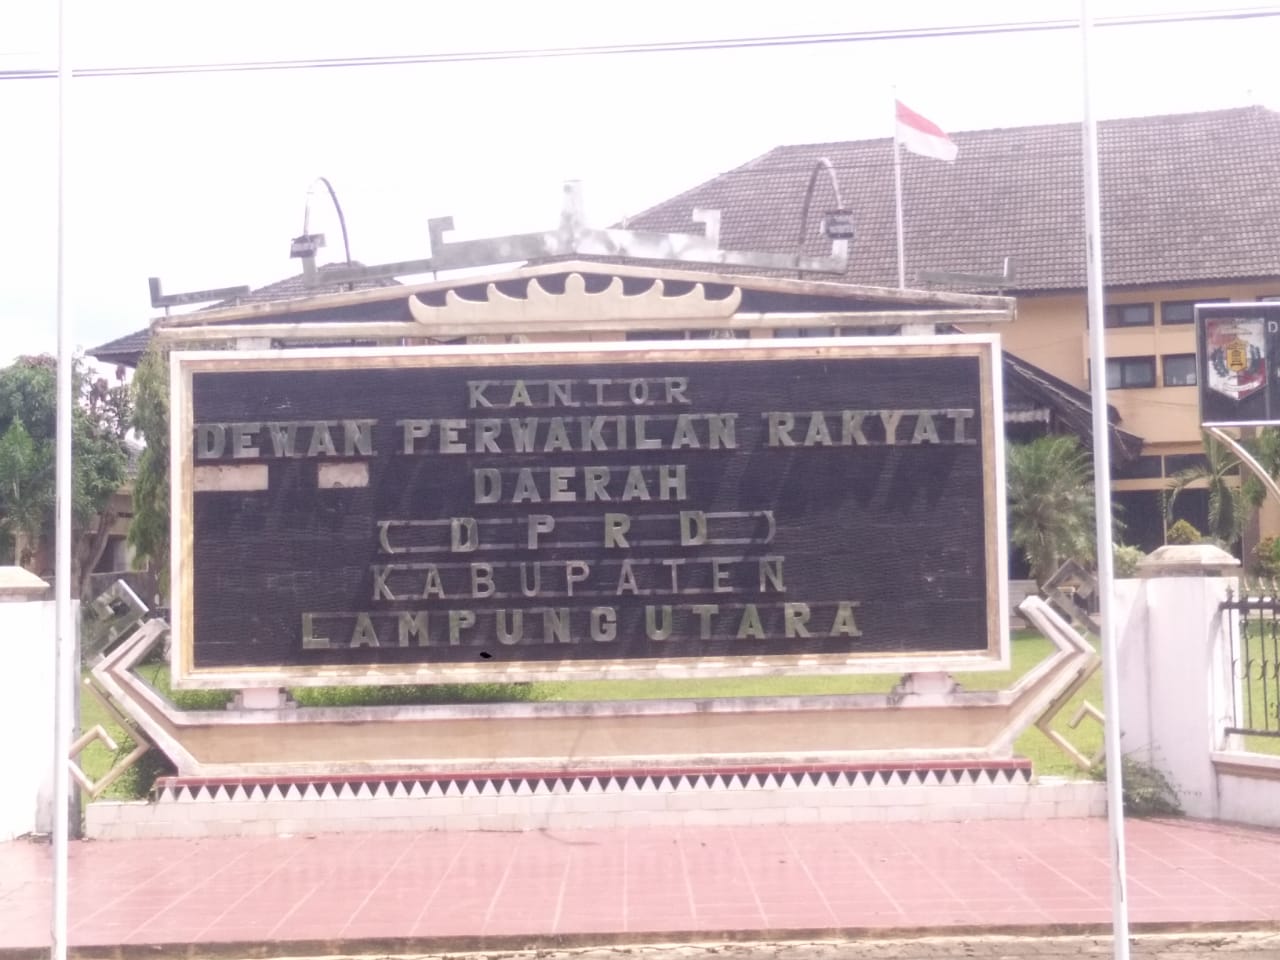 KANTOR
DEWAN PERWAKILAN RAKYAT
DAERAH
( D P R D )
KABUPATEN
LAMPUNG UTARA
D